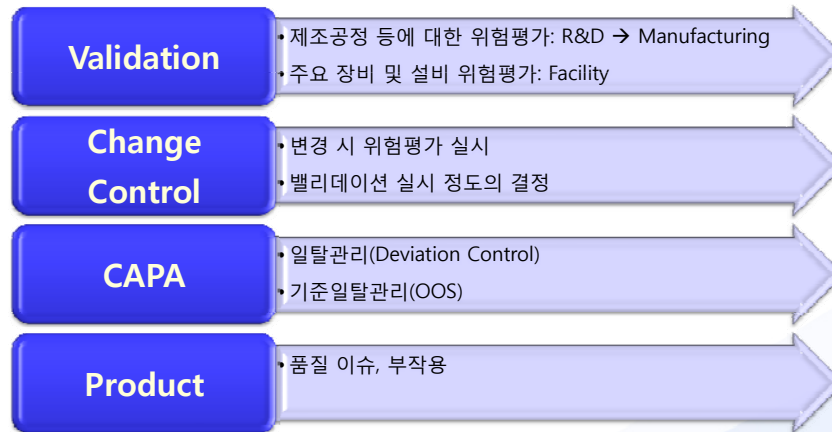 Validation
• 제조공정 등에 대한 위험평가: R&D → Manufacturing
• 주요 장비 및 설비 위험평가: Facility
Change
Control
• 변경 시 위험평가 실시
• 밸리데이션 실시 정도의 결정
CAPA
• 일탈관리(Deviation Control)
• 기준일탈관리(OOS)
Product
• 품질 이슈, 부작용